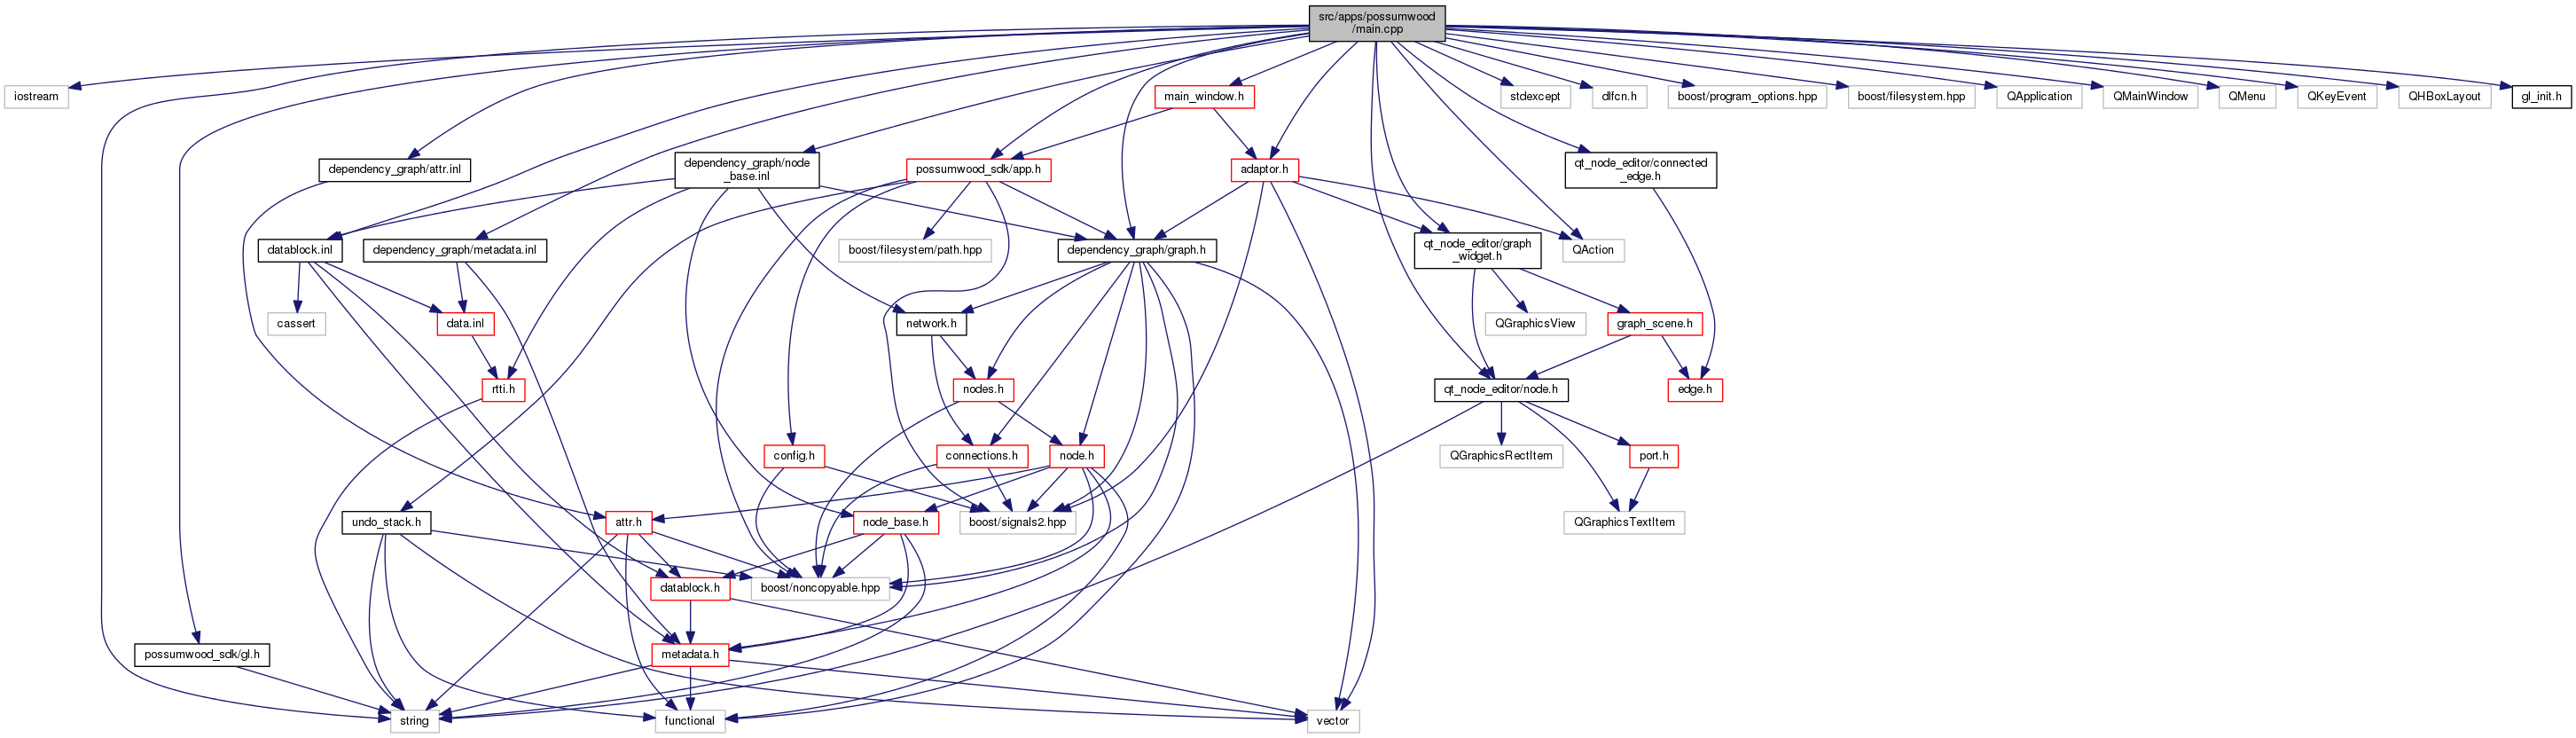 src/apps/possumwood
/main.cpp
iostream
main_window.h
stdexcept
dlfcn.h
boost/program_options.hpp
boost/filesystem.hpp
QApplication
QMainWindow
QMenu
QKeyEvent
QHBoxLayout
gl_init.h
dependency_graph/attr.inl
dependency_graph/node
_base.inl
possumwood_sdk/app.h
adaptor.h
qt_node_editor/connected
_edge.h
datablock.inl
dependency_graph/metadata.inl
boost/filesystem/path.hpp
dependency_graph/graph.h
qt_node_editor/graph
_widget.h
QAction
cassert
data.inl
network.h
QGraphicsView
graph_scene.h
rtti.h
nodes.h
qt_node_editor/node.h
edge.h
config.h
connections.h
node.h
QGraphicsRectItem
port.h
undo_stack.h
attr.h
node_base.h
boost/signals2.hpp
QGraphicsTextItem
datablock.h
boost/noncopyable.hpp
possumwood_sdk/gl.h
metadata.h
string
functional
vector